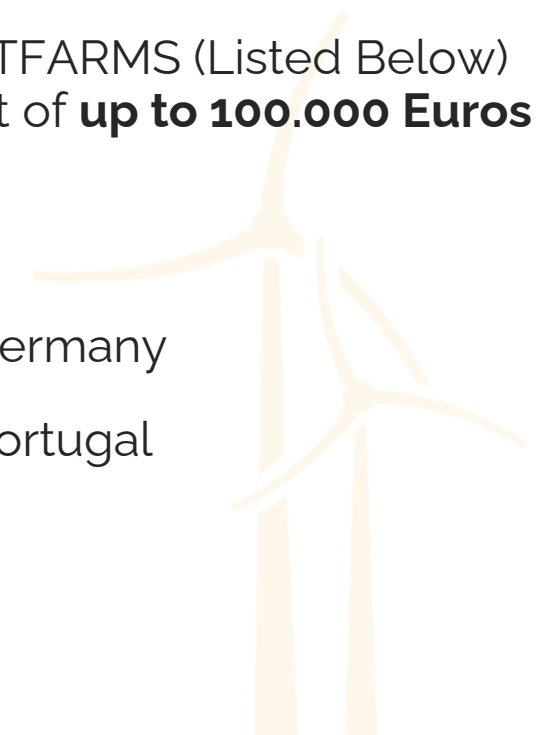 TFARMS (Listed Below)
t of up to 100.000 Euros
ermany
ortugal